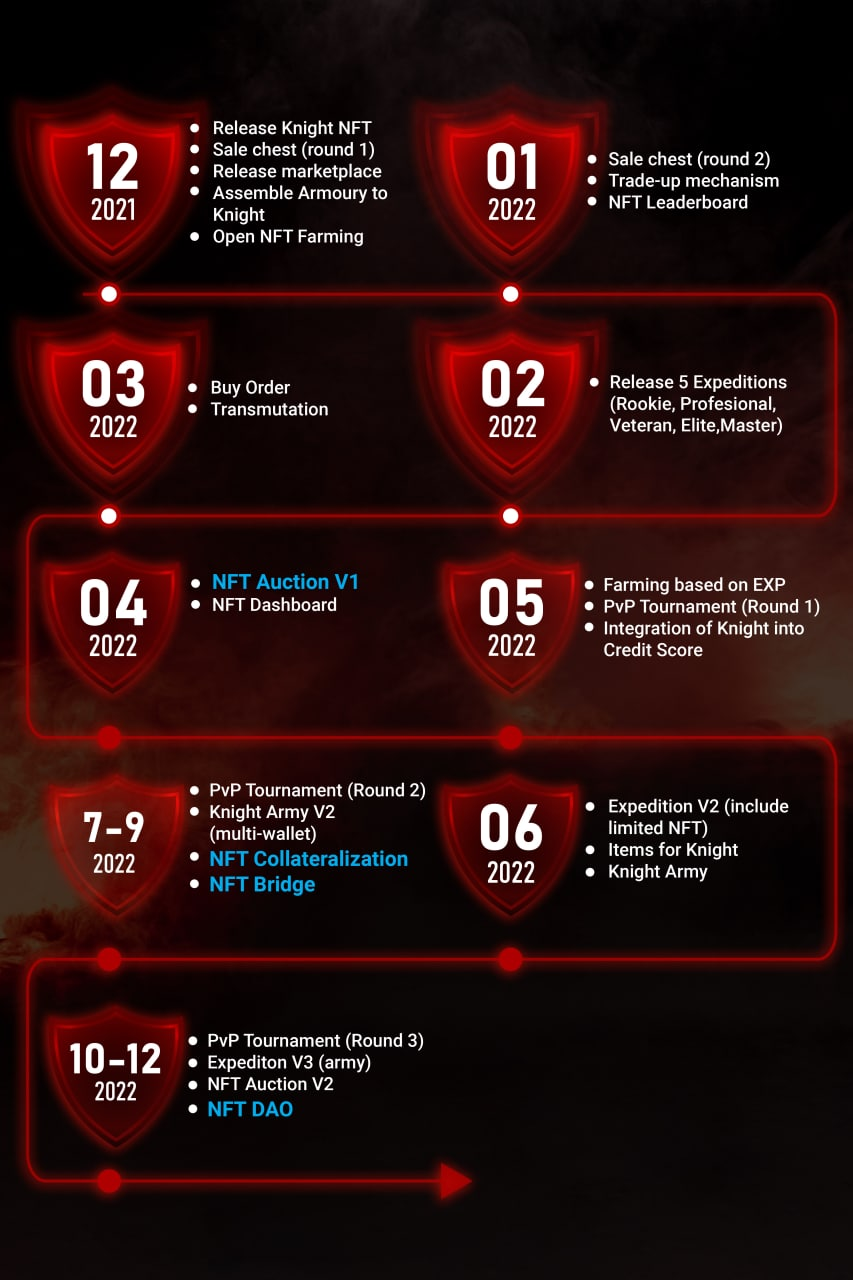 12
2021
Release Knight NFT
Sale chest (round 1)
Release marketplace
Assemble Armoury to
Knight
Open NFT Farming
01
2022
Sale chest (round 2)
Trade-up mechanism
NFT Leaderboard
02
2022
Release 5 Expeditions
(Rookie, Profesional,
Veteran, Elite,Master)
03
2022
Buy Order
Transmutation
04
2022
NFT Auction V1
NFT Dashboard
05
2022
Farming based on EXP
PvP Tournament (Round 1)
Integration of Knight into
Credit Score
06
2022
Expedition V2 (include
limited NFT)
Items for Knight
Knight Army
7-9
2022
PvP Tournament (Round 2)
Knight Army V2
(multi-wallet)
NFT Collateralization
NFT Bridge
10-12
2022
PvP Tournament (Round 3)
Expediton V3 (army)
NFT Auction V2
NFT DAO